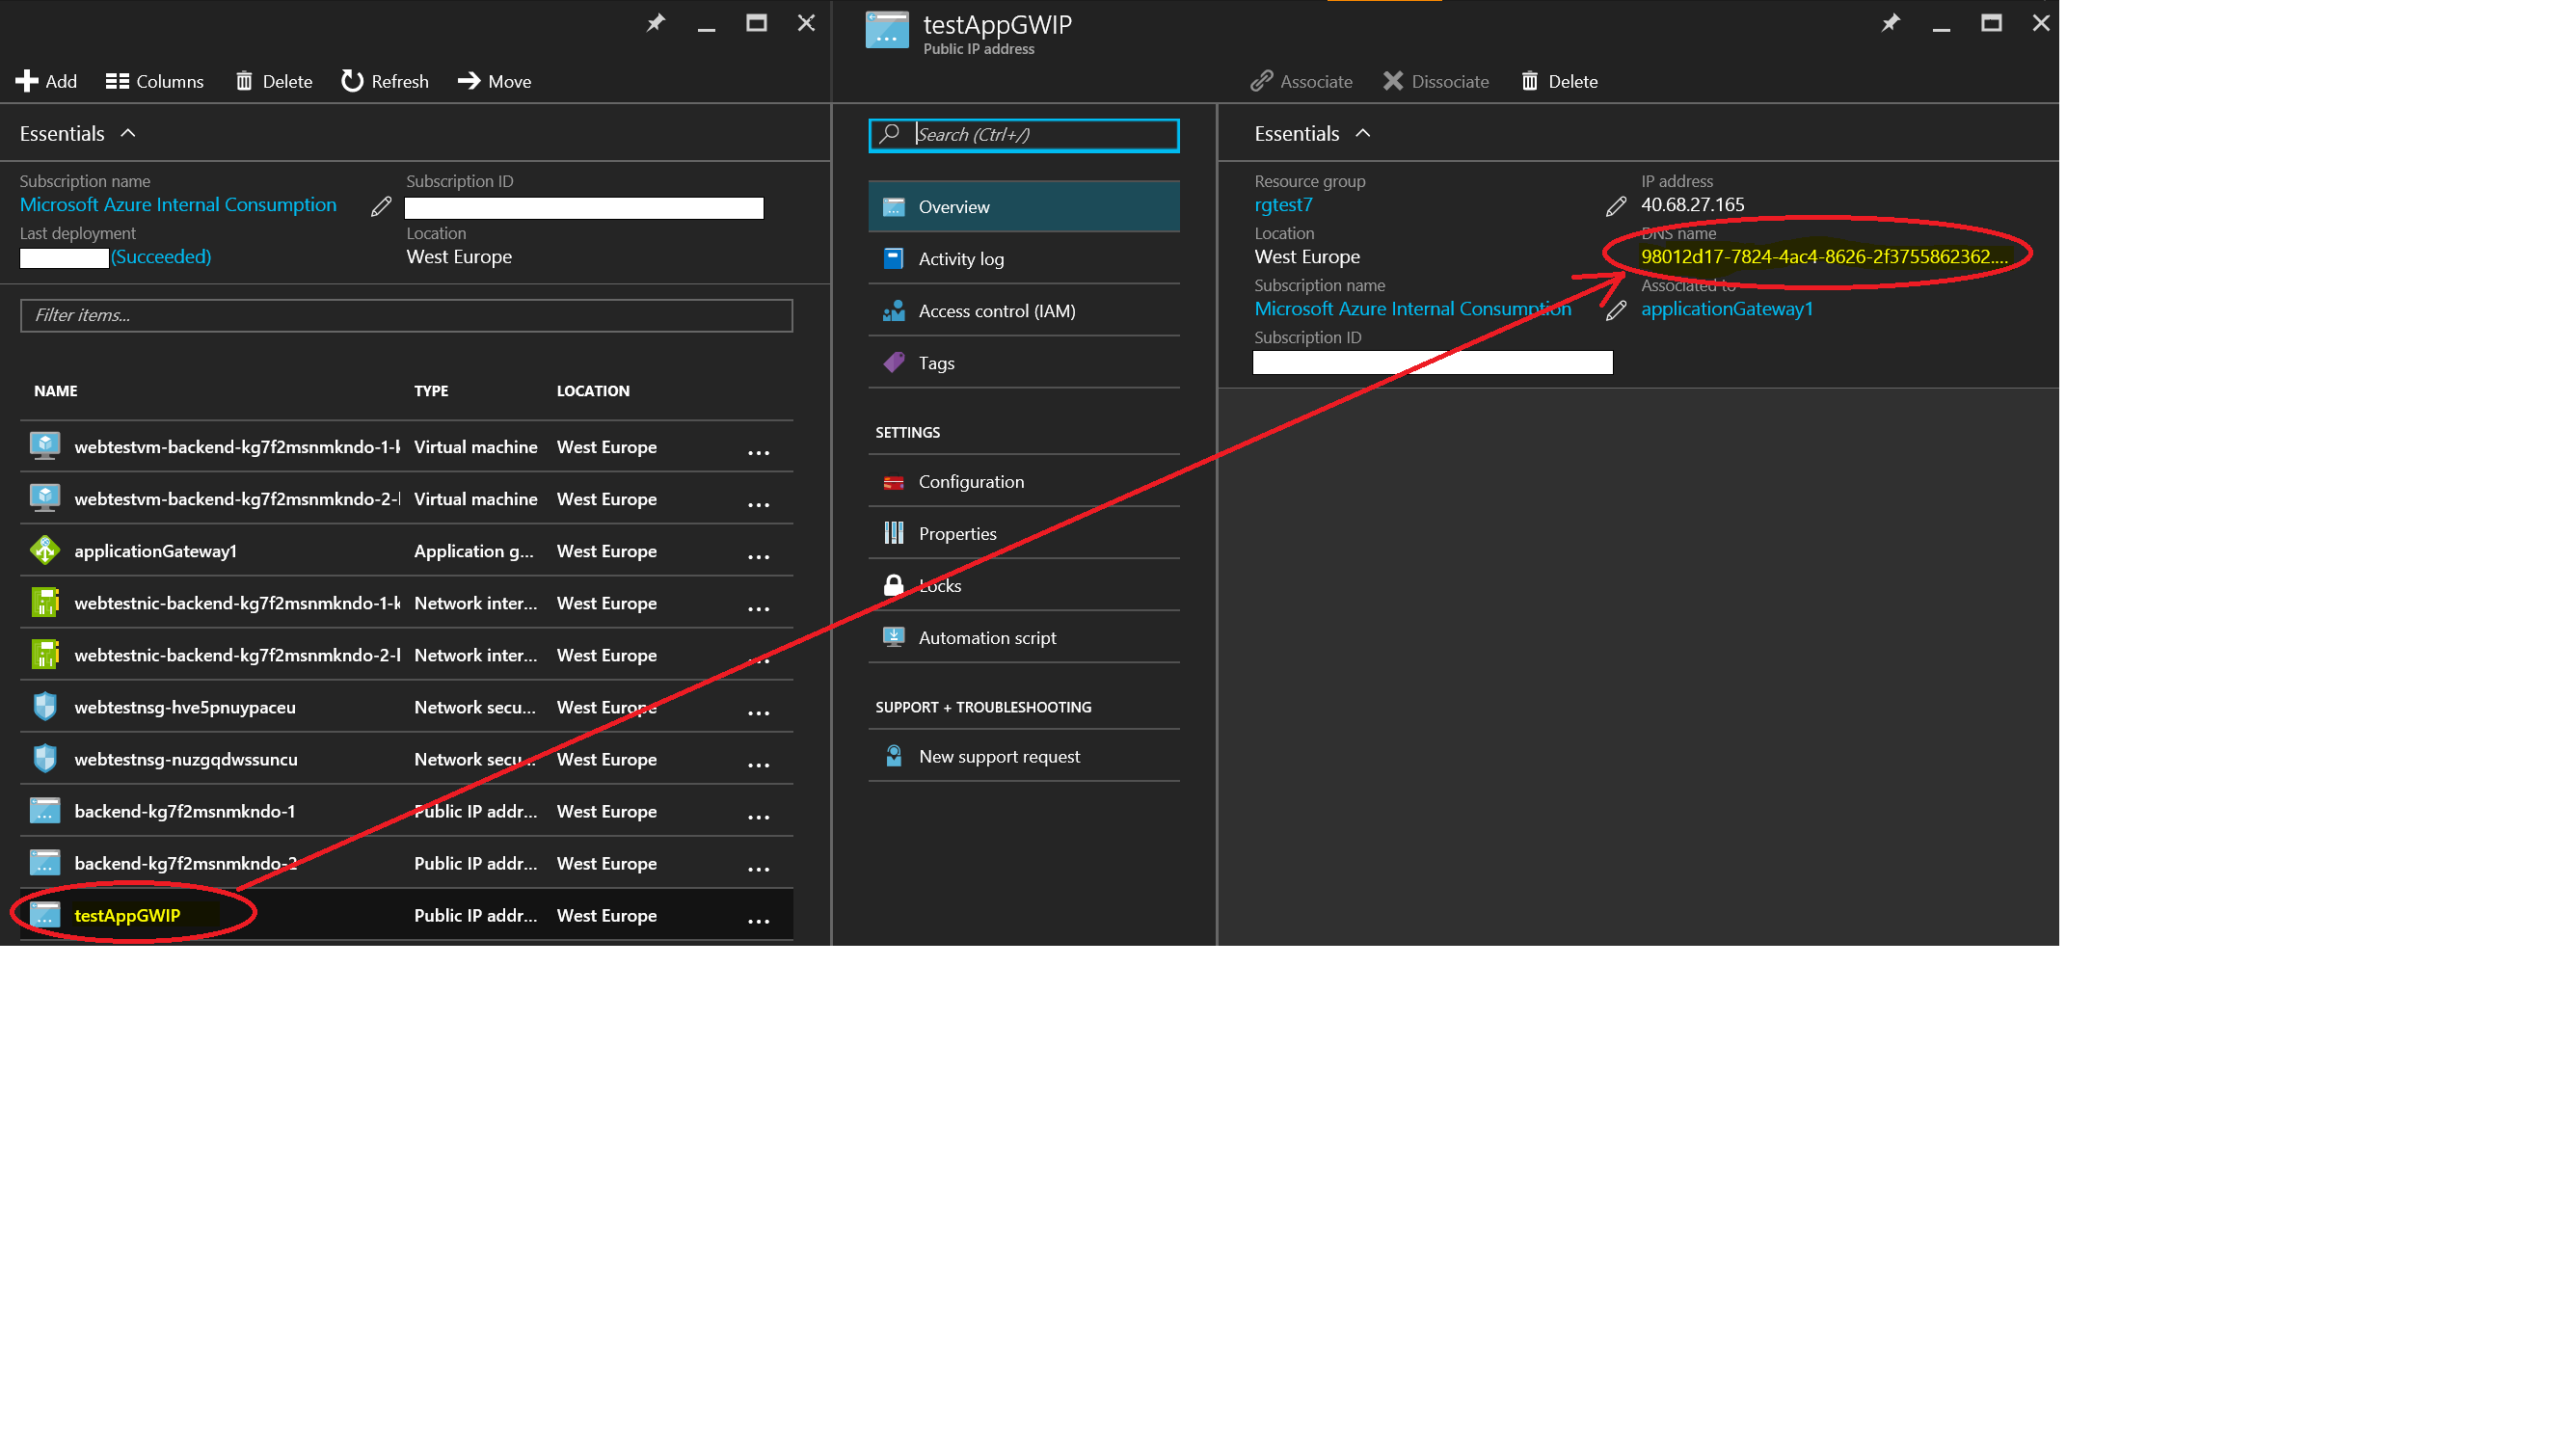 Add Columns Delete Refresh Move
Essentials
Subscription name Subscription ID
Microsoft Azure Internal Consumption
Last deployment Location
(Succeeded) West Europe
Filter items...
NAME TYPE LOCATION
webtestvm-backend-kg7f2msnmkndo-1- Virtual machine West Europe ...
webtestvm-backend-kg7f2msnmkndo-2- Virtual machine West Europe ...
applicationGateway1 Application g... West Europe ...
webtestnic-backend-kg7f2msnmkndo-1- Network inter... West Europe ...
webtestnic-backend-kg7f2msnmkndo-2- Network inter... West Europe ...
webtestnsg-hve5pnuypaceu Network secu... West Europe ...
webtestnsg-nuzgqdwssuncu Network secu... West Europe ...
backend-kg7f2msnmkndo-1 Public IP addr... West Europe ...
backend-kg7f2msnmkndo-2 Public IP addr... West Europe ...
testAppGWIP Public IP addr... West Europe ...
testAppGWIP
Public IP address
Search (Ctrl+/)
Overview
Activity log
Access control (IAM)
Tags
SETTINGS
Configuration
Properties
Locks
Automation script
SUPPORT + TROUBLESHOOTING
New support request
Associate Dissociate Delete
Essentials
Resource group IP address
rgtest7 40.68.27.165
Location DNS name
West Europe 98012d17-7824-4ac4-8626-2f3755862362....
Subscription name Associated to
Microsoft Azure Internal Consumption applicationGateway1
Subscription ID